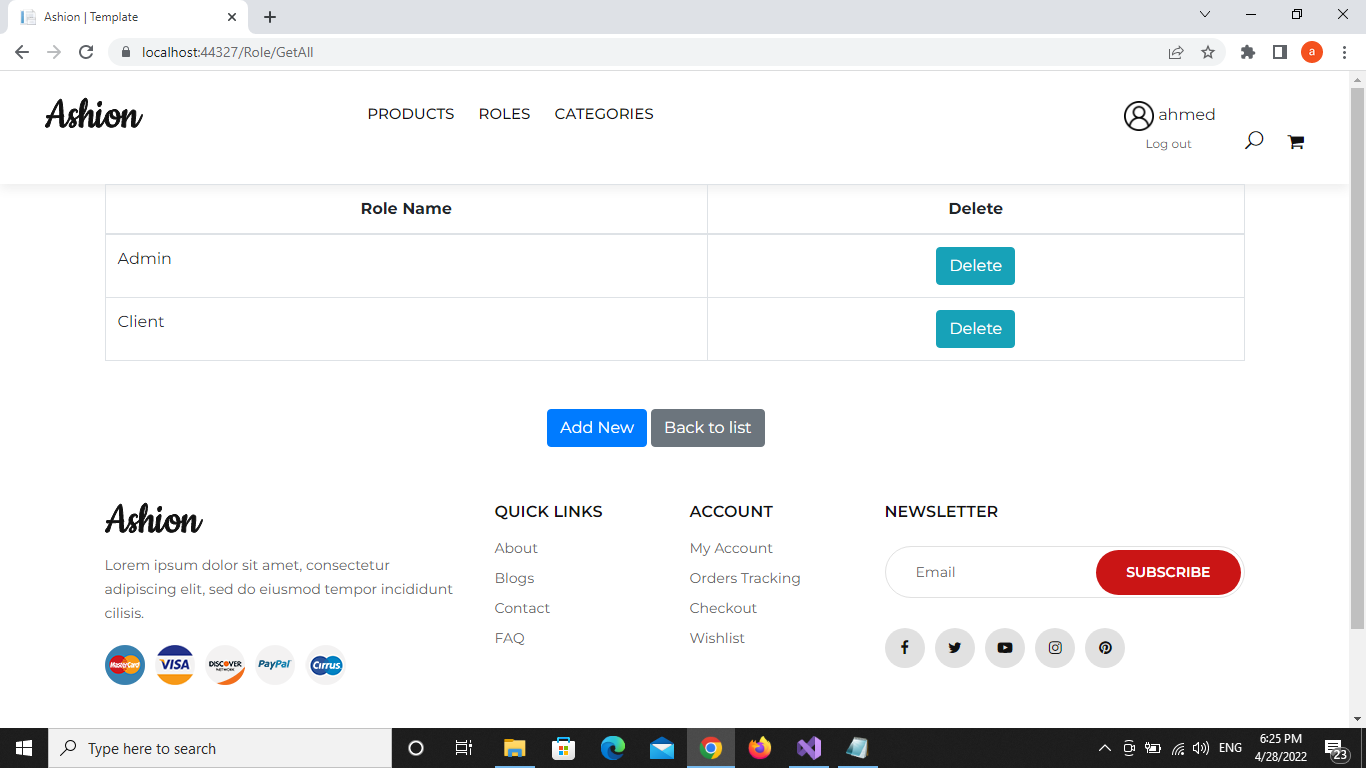 Ashion | Template
localhost:44327/Role/GetAll
a
Ashion
PRODUCTS ROLES CATEGORIES
ahmed
Log out
Role Name Delete
Admin Delete
Client Delete
Add New Back to list
Ashion
Lorem ipsum dolor sit amet, consectetur
adipiscing elit, sed do eiusmod tempor incididunt
cilisis.
MasterCard VISA DISCOVER NETWORK PayPal Cirrus
QUICK LINKS
About
Blogs
Contact
FAQ
ACCOUNT
My Account
Orders Tracking
Checkout
Wishlist
NEWSLETTER
Email SUBSCRIBE
Type here to search
ENG
6:25 PM
4/28/2022
23